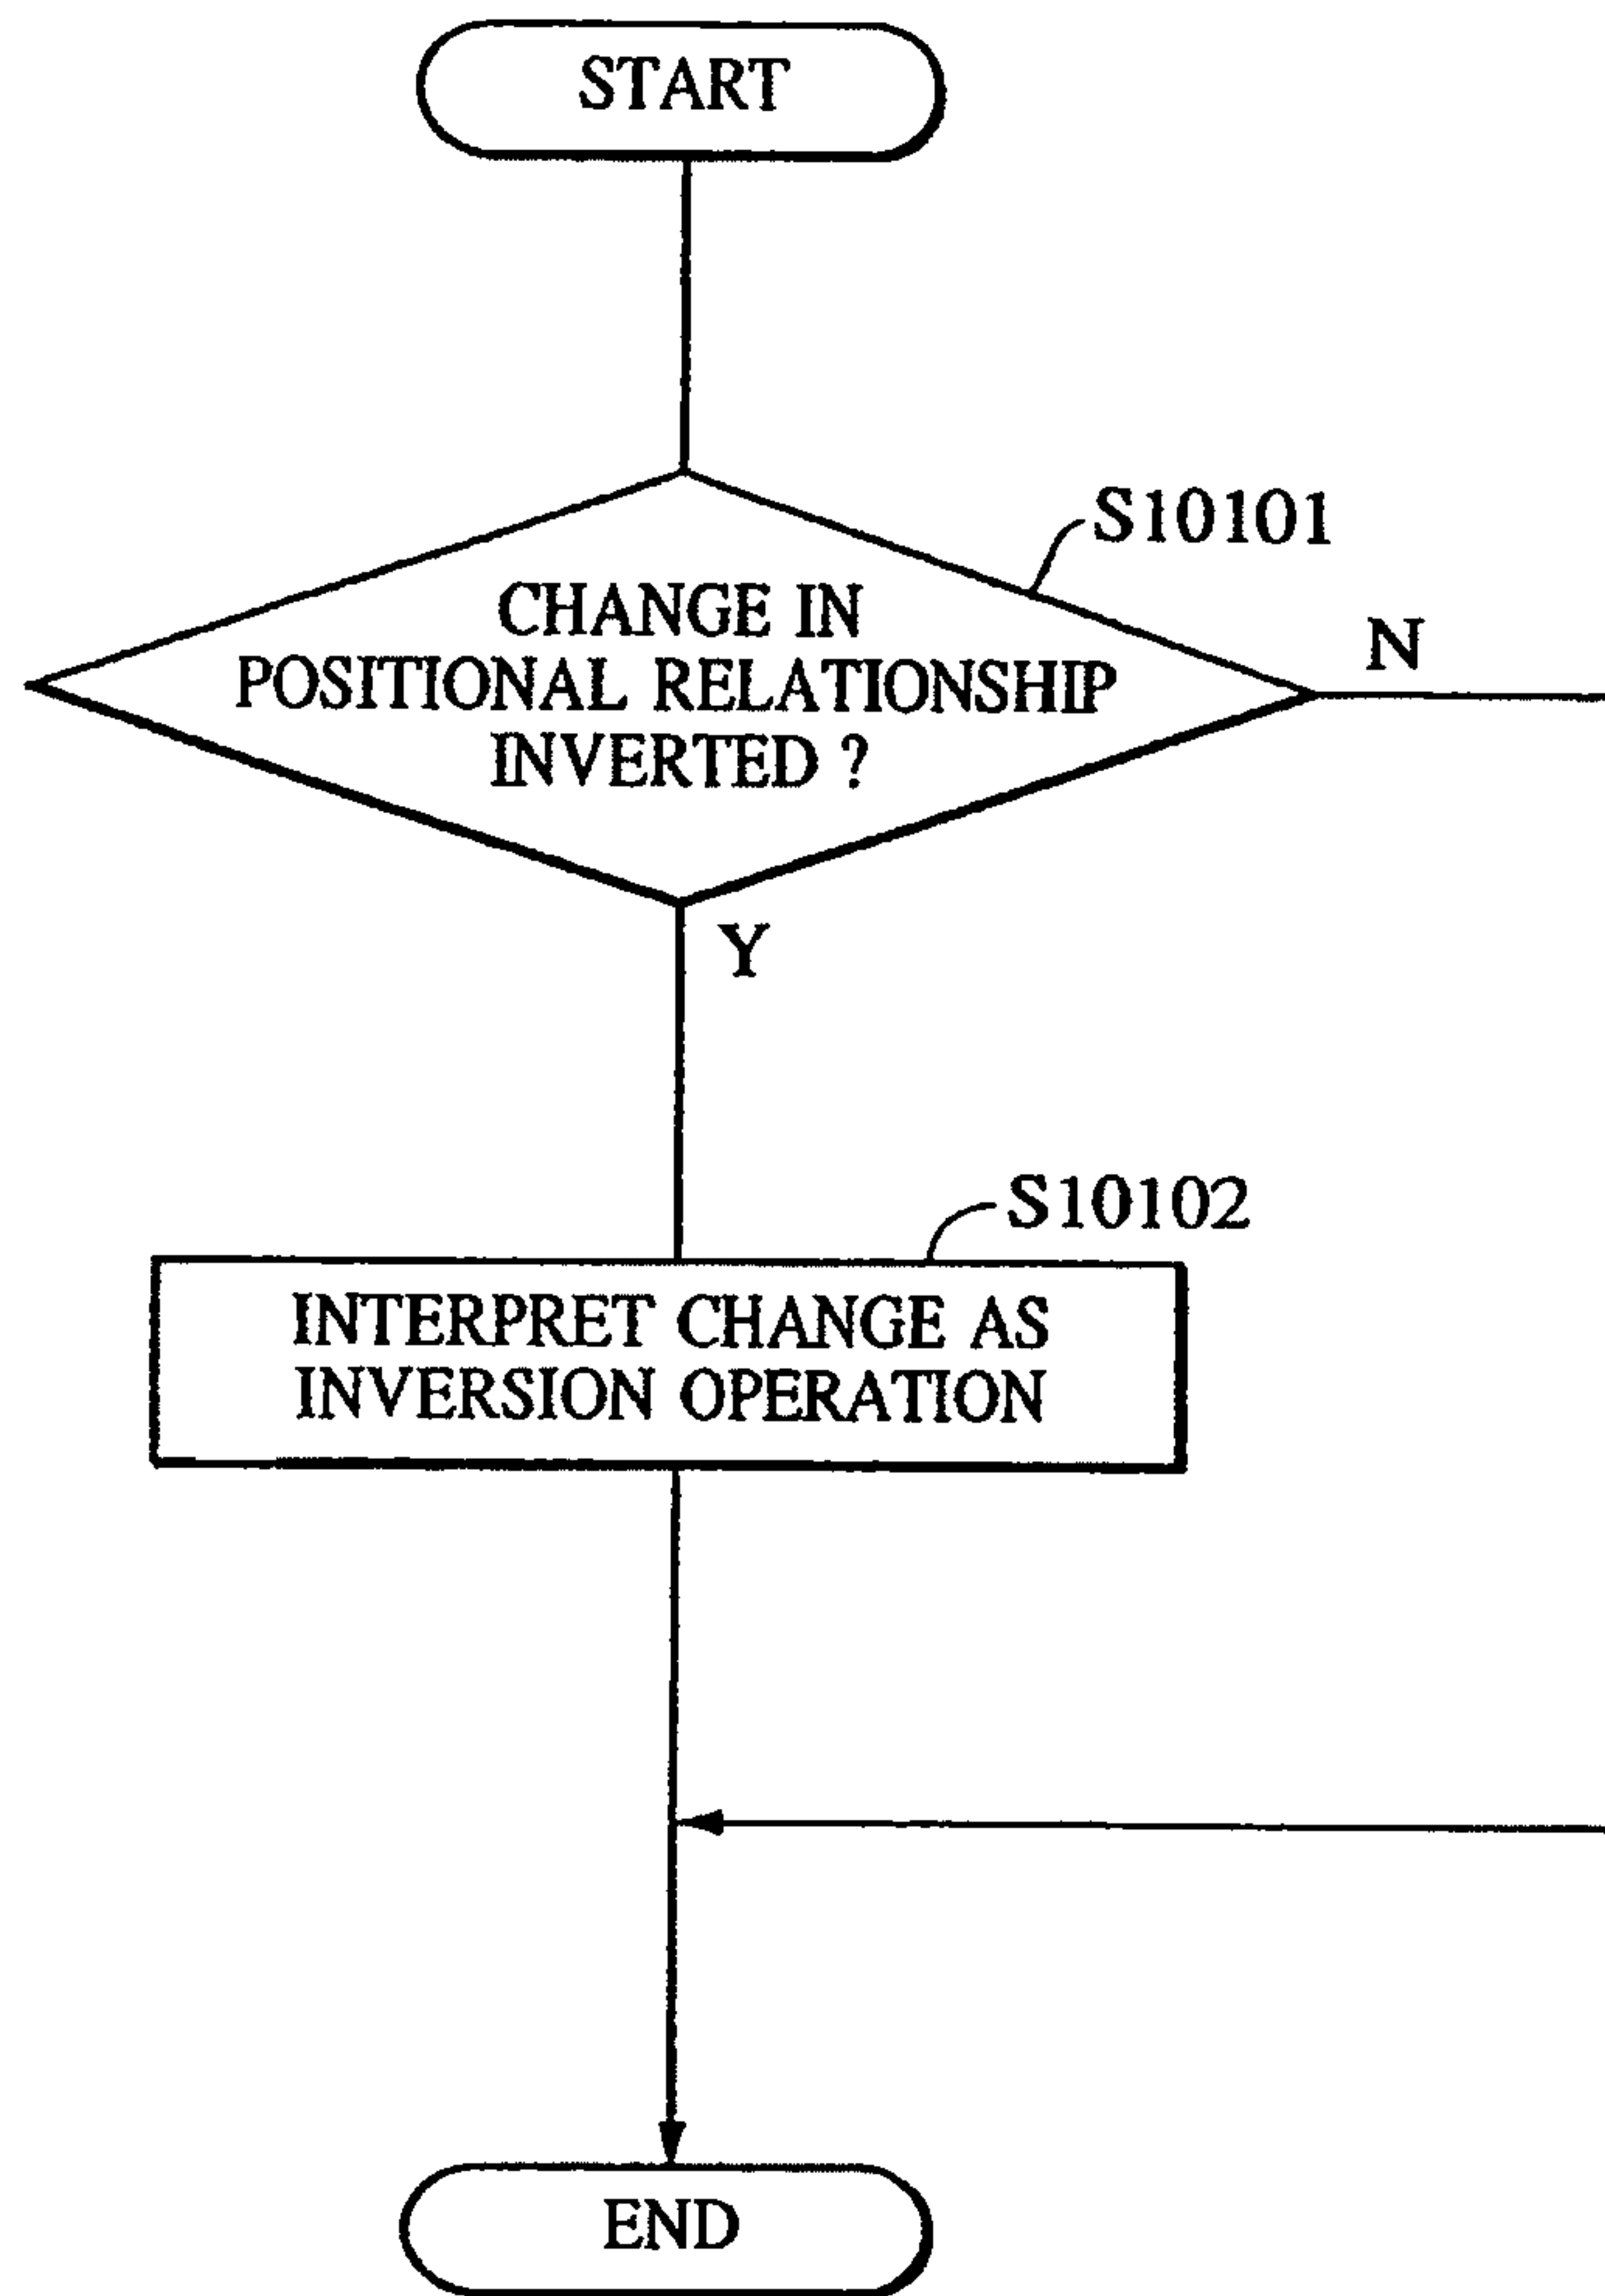 START
S10101
CHANGE IN
POSITIONAL RELATIONSHIP
INVERTED ?
N
Y
S10102
INTERPRET CHANGE AS
INVERSION OPERATION
END